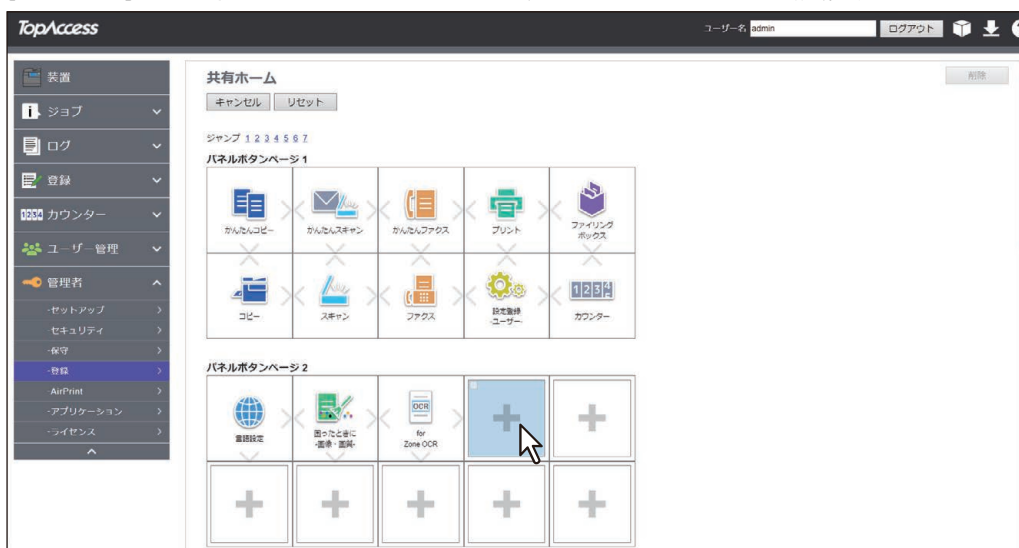 TopAccess
ユーザー名 admin ログアウト
装置
ジョブ
ログ
登録
カウンター
ユーザー管理
管理者
-セットアップ
-セキュリティ
-保守
-登録
-AirPrint
-アプリケーション
-ライセンス
共有ホーム
削除
キャンセル リセット
ジャンプ 1 2 3 4 5 6 7
パネルボタンページ 1
かんたんコピー かんたんスキャン かんたんファクス プリント ファイリング
ボックス
コピー スキャン ファクス 設定登録
-ユーザー- カウンター
パネルボタンページ 2
OCR
言語設定 困ったときに
-画像・画質- for
Zone OCR